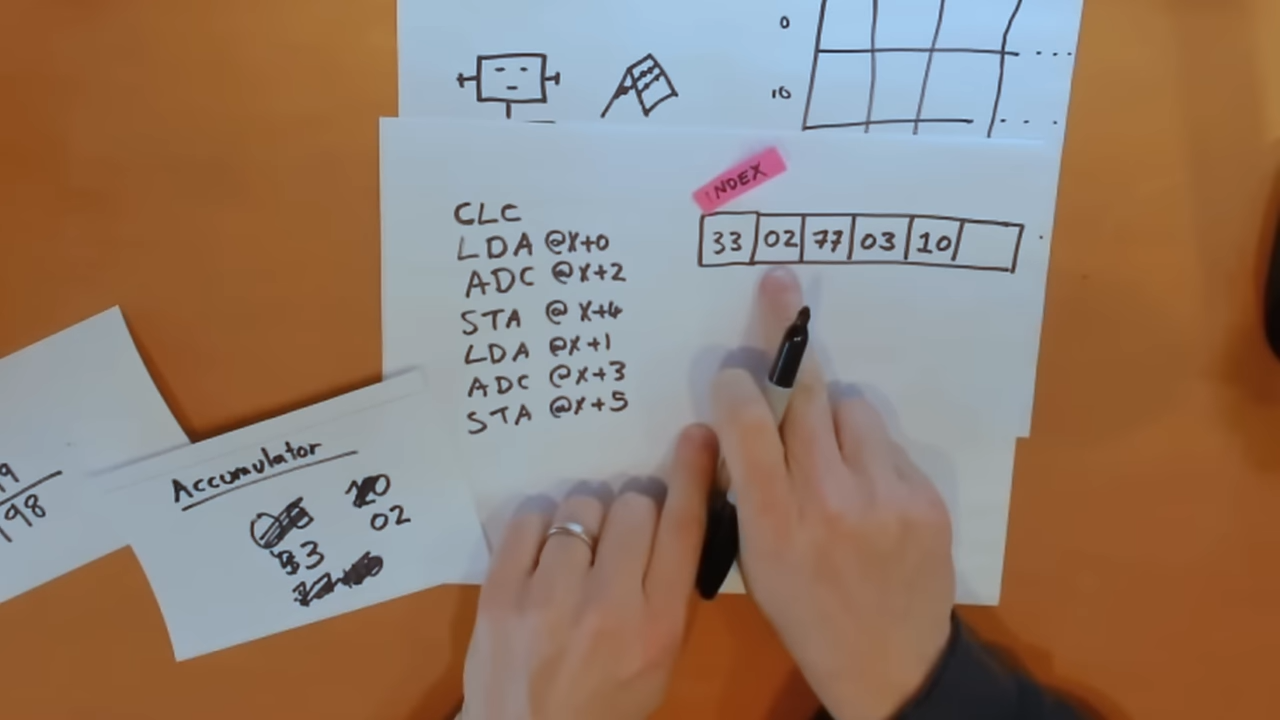 0
10
INDEX
33 02 77 03 10
CLC
LDA @X+0
ADC @X+2
STA @X+4
LDA @X+1
ADC @X+3
STA @X+5
Accumulator
33
02
198